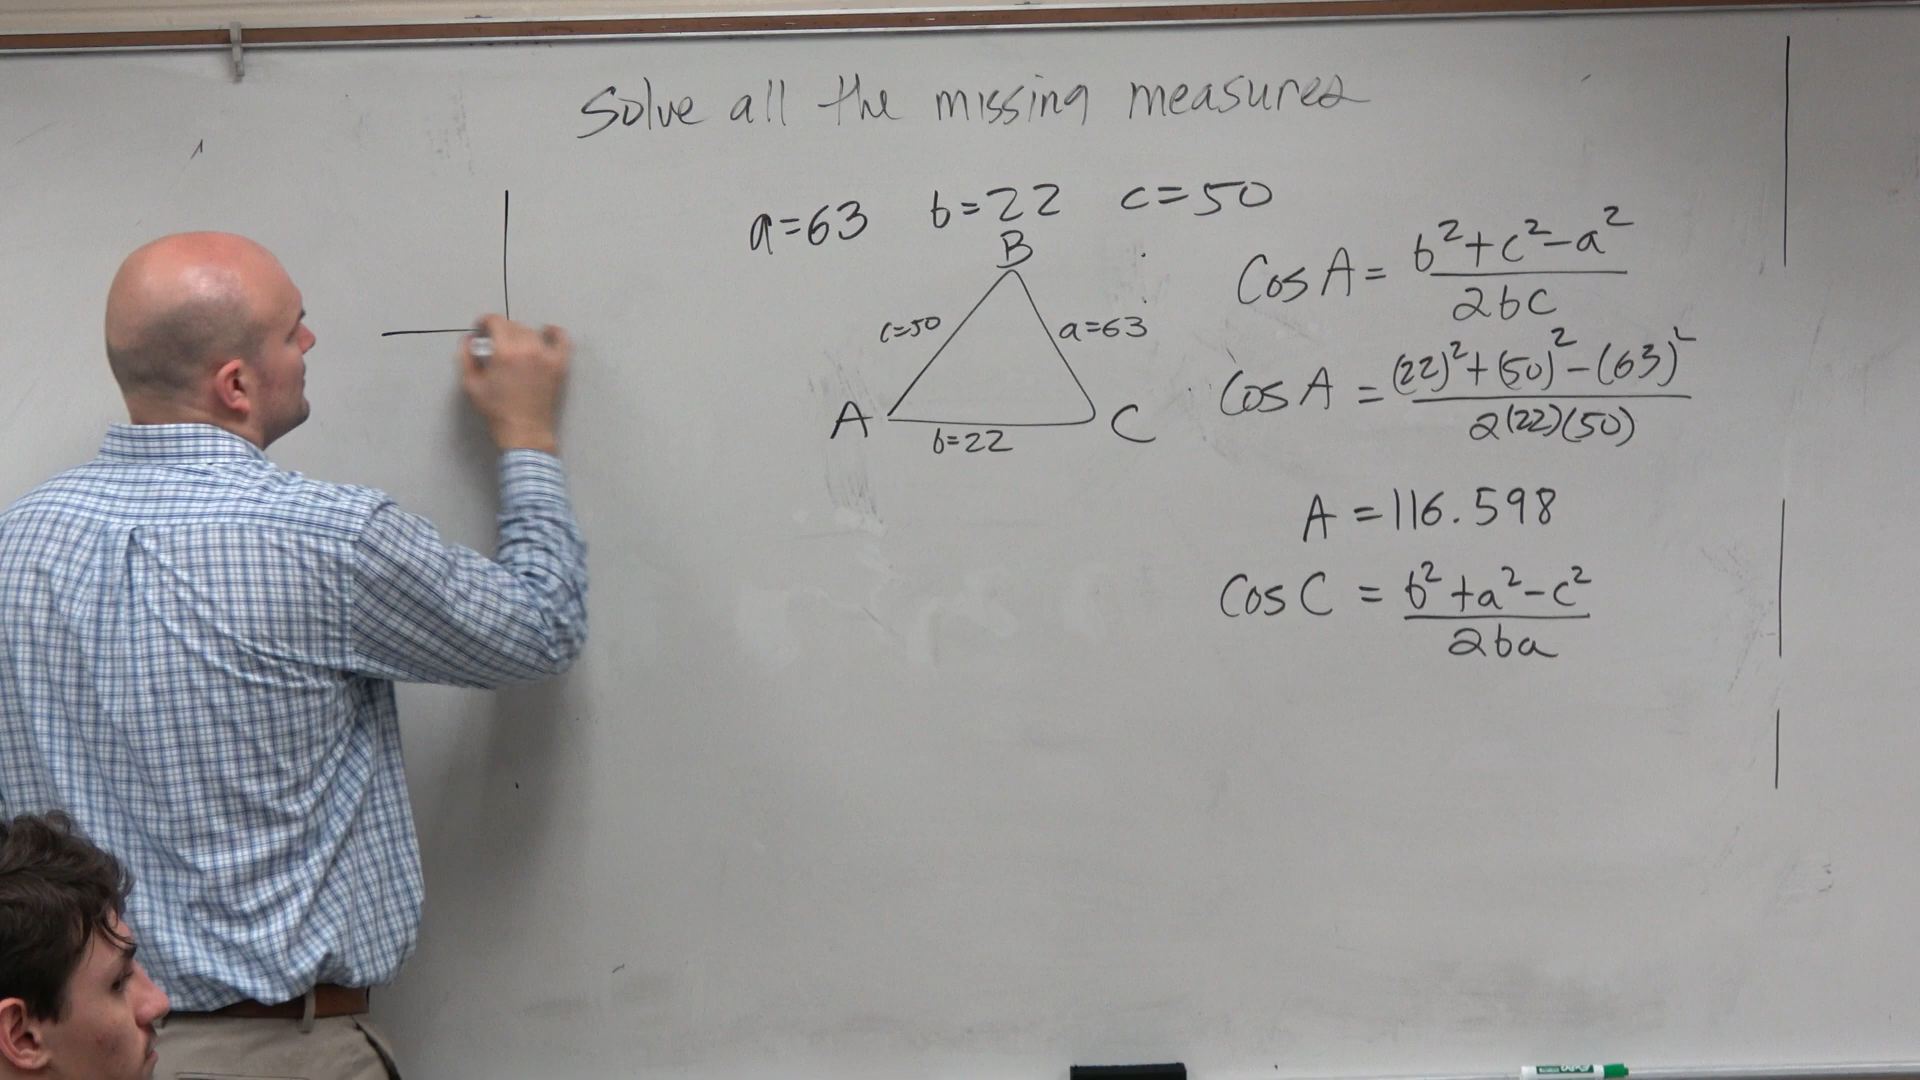 Solve all the missing measures
a=63 b=22 c=50
B
c=50 a=63
A C
b=22
Cos A = b²+c²-a² / 2bc
Cos A = (22)²+(50)²-(63)² / 2(22)(50)
A = 116.598
Cos C = b²+a²-c² / 2ba